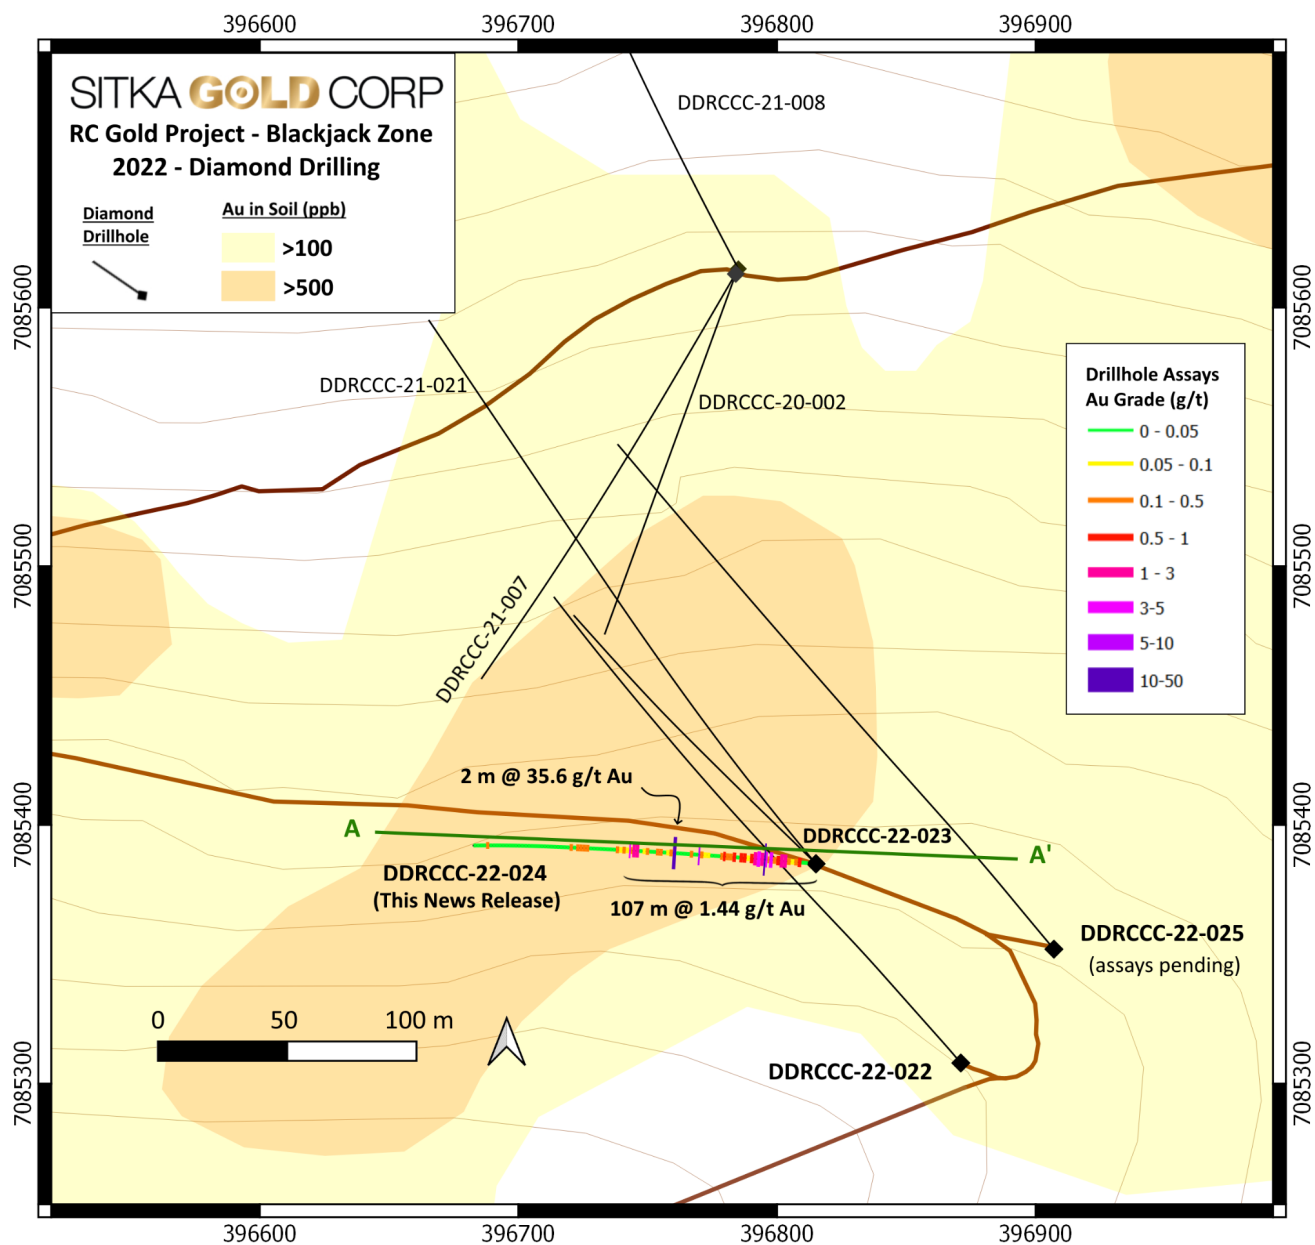 396600 396700 396800 396900
SITKA GOLD CORP
RC Gold Project - Blackjack Zone
2022 - Diamond Drilling
Diamond
Drillhole
Au in Soil (ppb)
>100
>500
DDRCCC-21-008
7085600
7085600
DDRCCC-21-021
DDRCCC-20-002
Drillhole Assays
Au Grade (g/t)
0 - 0.05
0.05 - 0.1
0.1 - 0.5
0.5 - 1
1 - 3
3-5
5-10
10-50
7085500
7085500
DDRCCC-21-007
2 m @ 35.6 g/t Au
7085400
7085400
A
DDRCCC-22-023
A'
DDRCCC-22-024
(This News Release)
107 m @ 1.44 g/t Au
DDRCCC-22-025
(assays pending)
0 50 100 m
DDRCCC-22-022
7085300
7085300
396600 396700 396800 396900